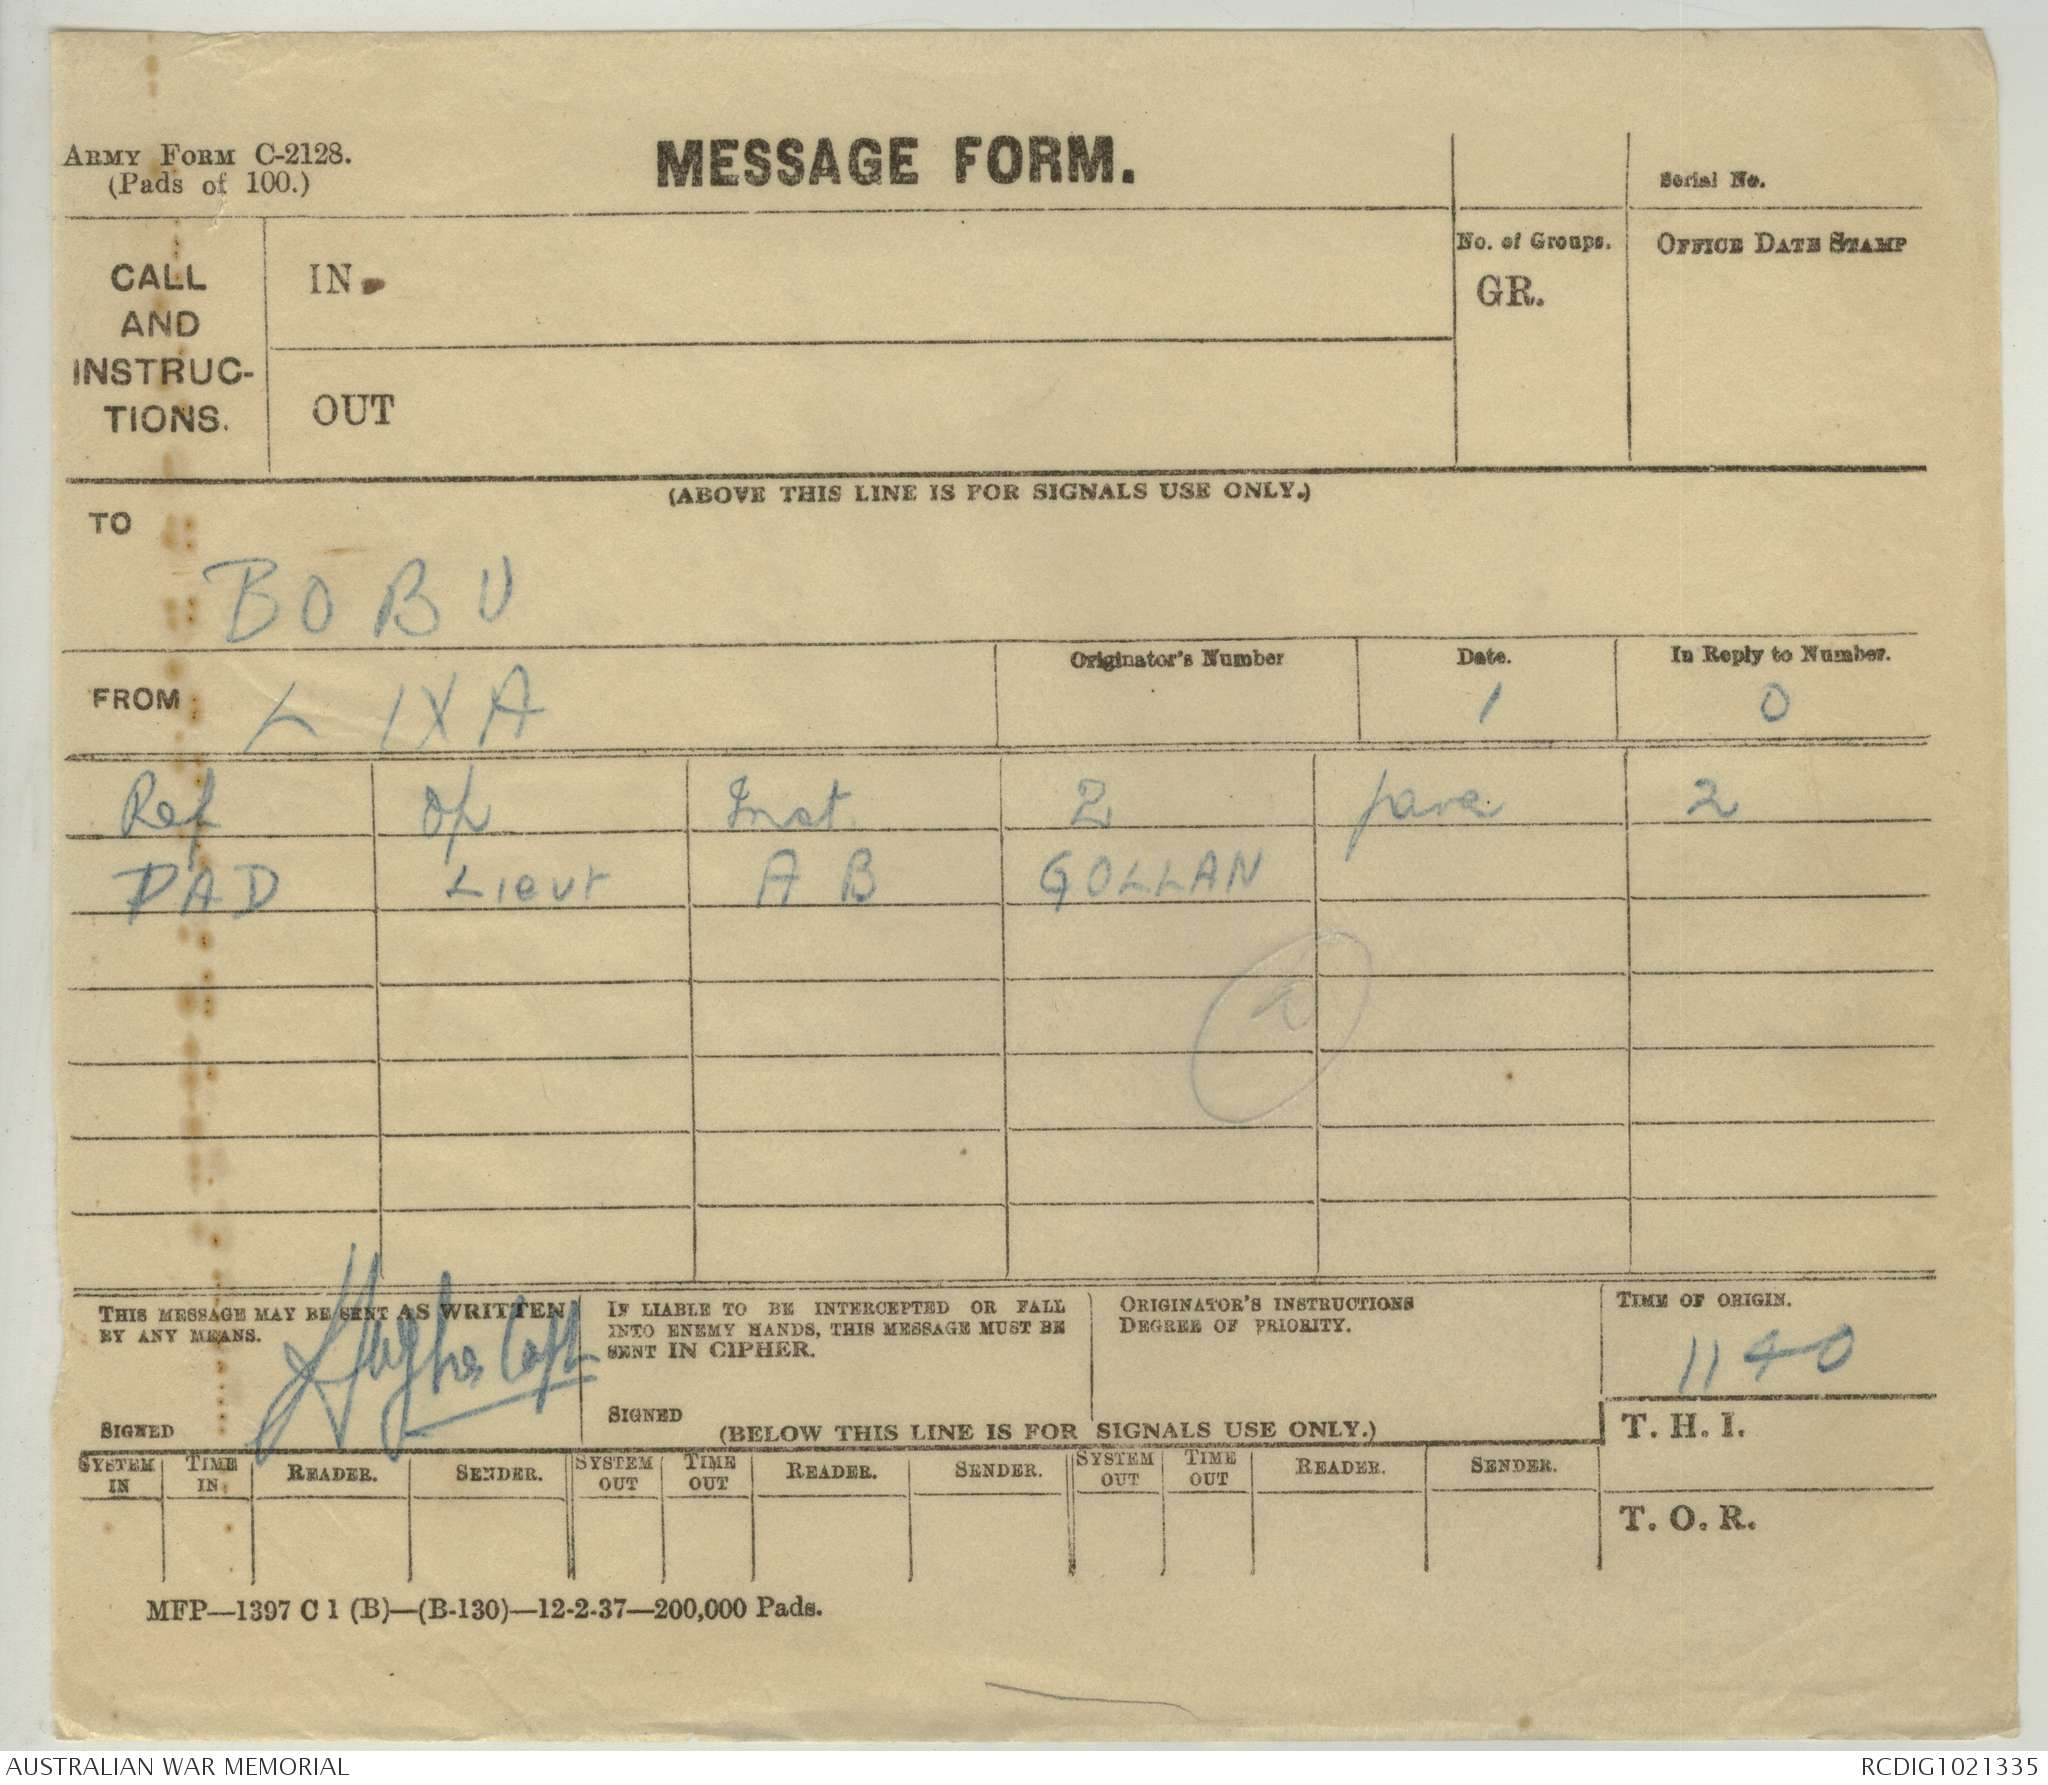 ARMY FORM C-2128.
(Pads of 100.)
MESSAGE FORM.
Serial No.
CALL
AND
INSTRUC-
TIONS.
IN
OUT
No. of Groups.
GR.
OFFICE DATE STAMP
(ABOVE THIS LINE IS FOR SIGNALS USE ONLY.)
TO
BOBU
FROM
L IXA
Originator's Number
Date.
1
In Reply to Number.
O
Ref Op Inst 2 para 2
DAD Lieut A B GOLLAN
2
THIS MESSAGE MAY BE SENT AS WRITTEN
BY ANY MEANS.
SIGNED
Hughes Capt
IF LIABLE TO BE INTERCEPTED OR FALL
INTO ENEMY HANDS, THIS MESSAGE MUST BE
SENT IN CIPHER.
SIGNED
ORIGINATOR'S INSTRUCTIONS
DEGREE OF PRIORITY.
TIME OF ORIGIN.
1140
(BELOW THIS LINE IS FOR SIGNALS USE ONLY.)
T. H. I.
SYSTEM IN TIME IN READER. SENDER. SYSTEM OUT TIME OUT READER. SENDER. SYSTEM OUT TIME OUT READER. SENDER.
T. O. R.
MFP—1397 C 1 (B)—(B-130)—12-2-37—200,000 Pads.
AUSTRALIAN WAR MEMORIAL
RCDIG1021335